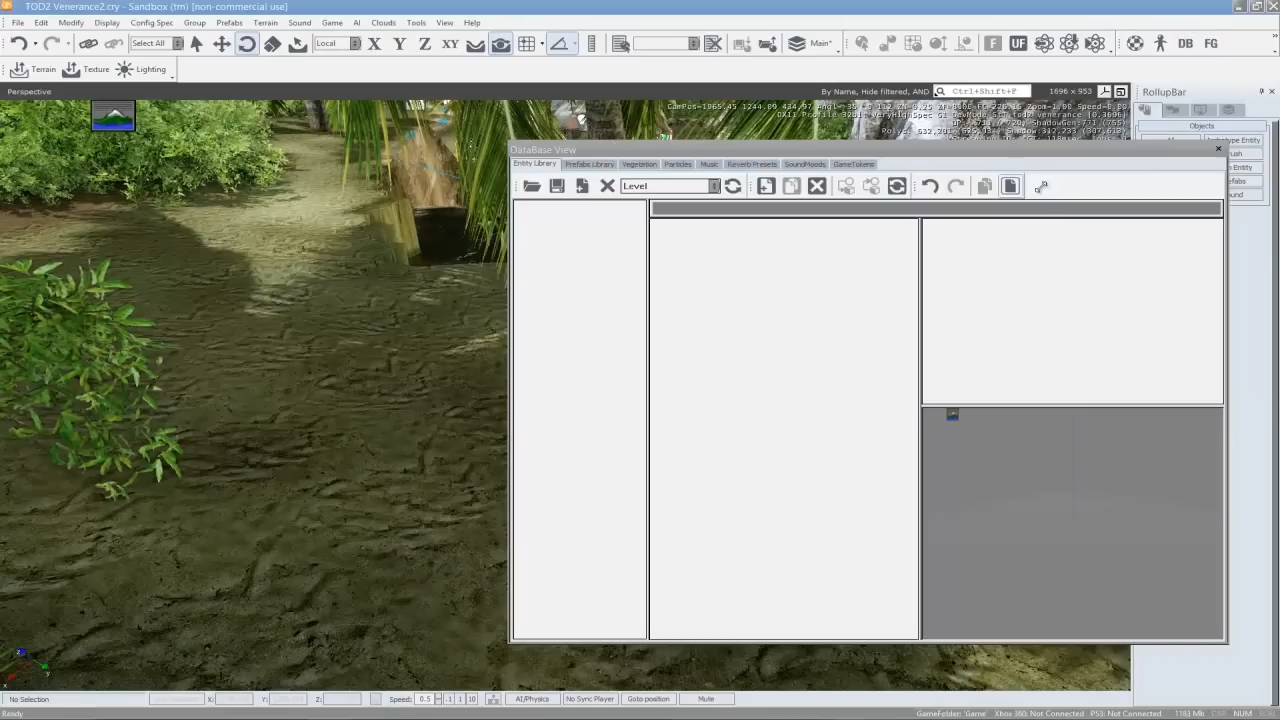 TOD2 Venerance2.cry - Sandbox (tm) [non-commercial use]
File Edit Modify Display Config Spec Group Prefabs Terrain Sound Game AI Clouds Tools View Help
Select All Local X Y Z XY Main* F UF DB FG
Terrain Texture Lighting
Perspective By Name, Hide filtered, AND Ctrl+Shift+F 1696 x 953 RollupBar
Objects
DataBase View
Entity Library Prefabs Library Vegetation Particles Music Reverb Presets SoundMoods GameTokens
Level
No Selection X: Y: Z: Speed: 0.5 .1 1 10 AI/Physics No Sync Player Goto position Mute
Ready GameFolder: 'Game' Xbox 360: Not Connected PS3: Not Connected 1183 Mb NUM